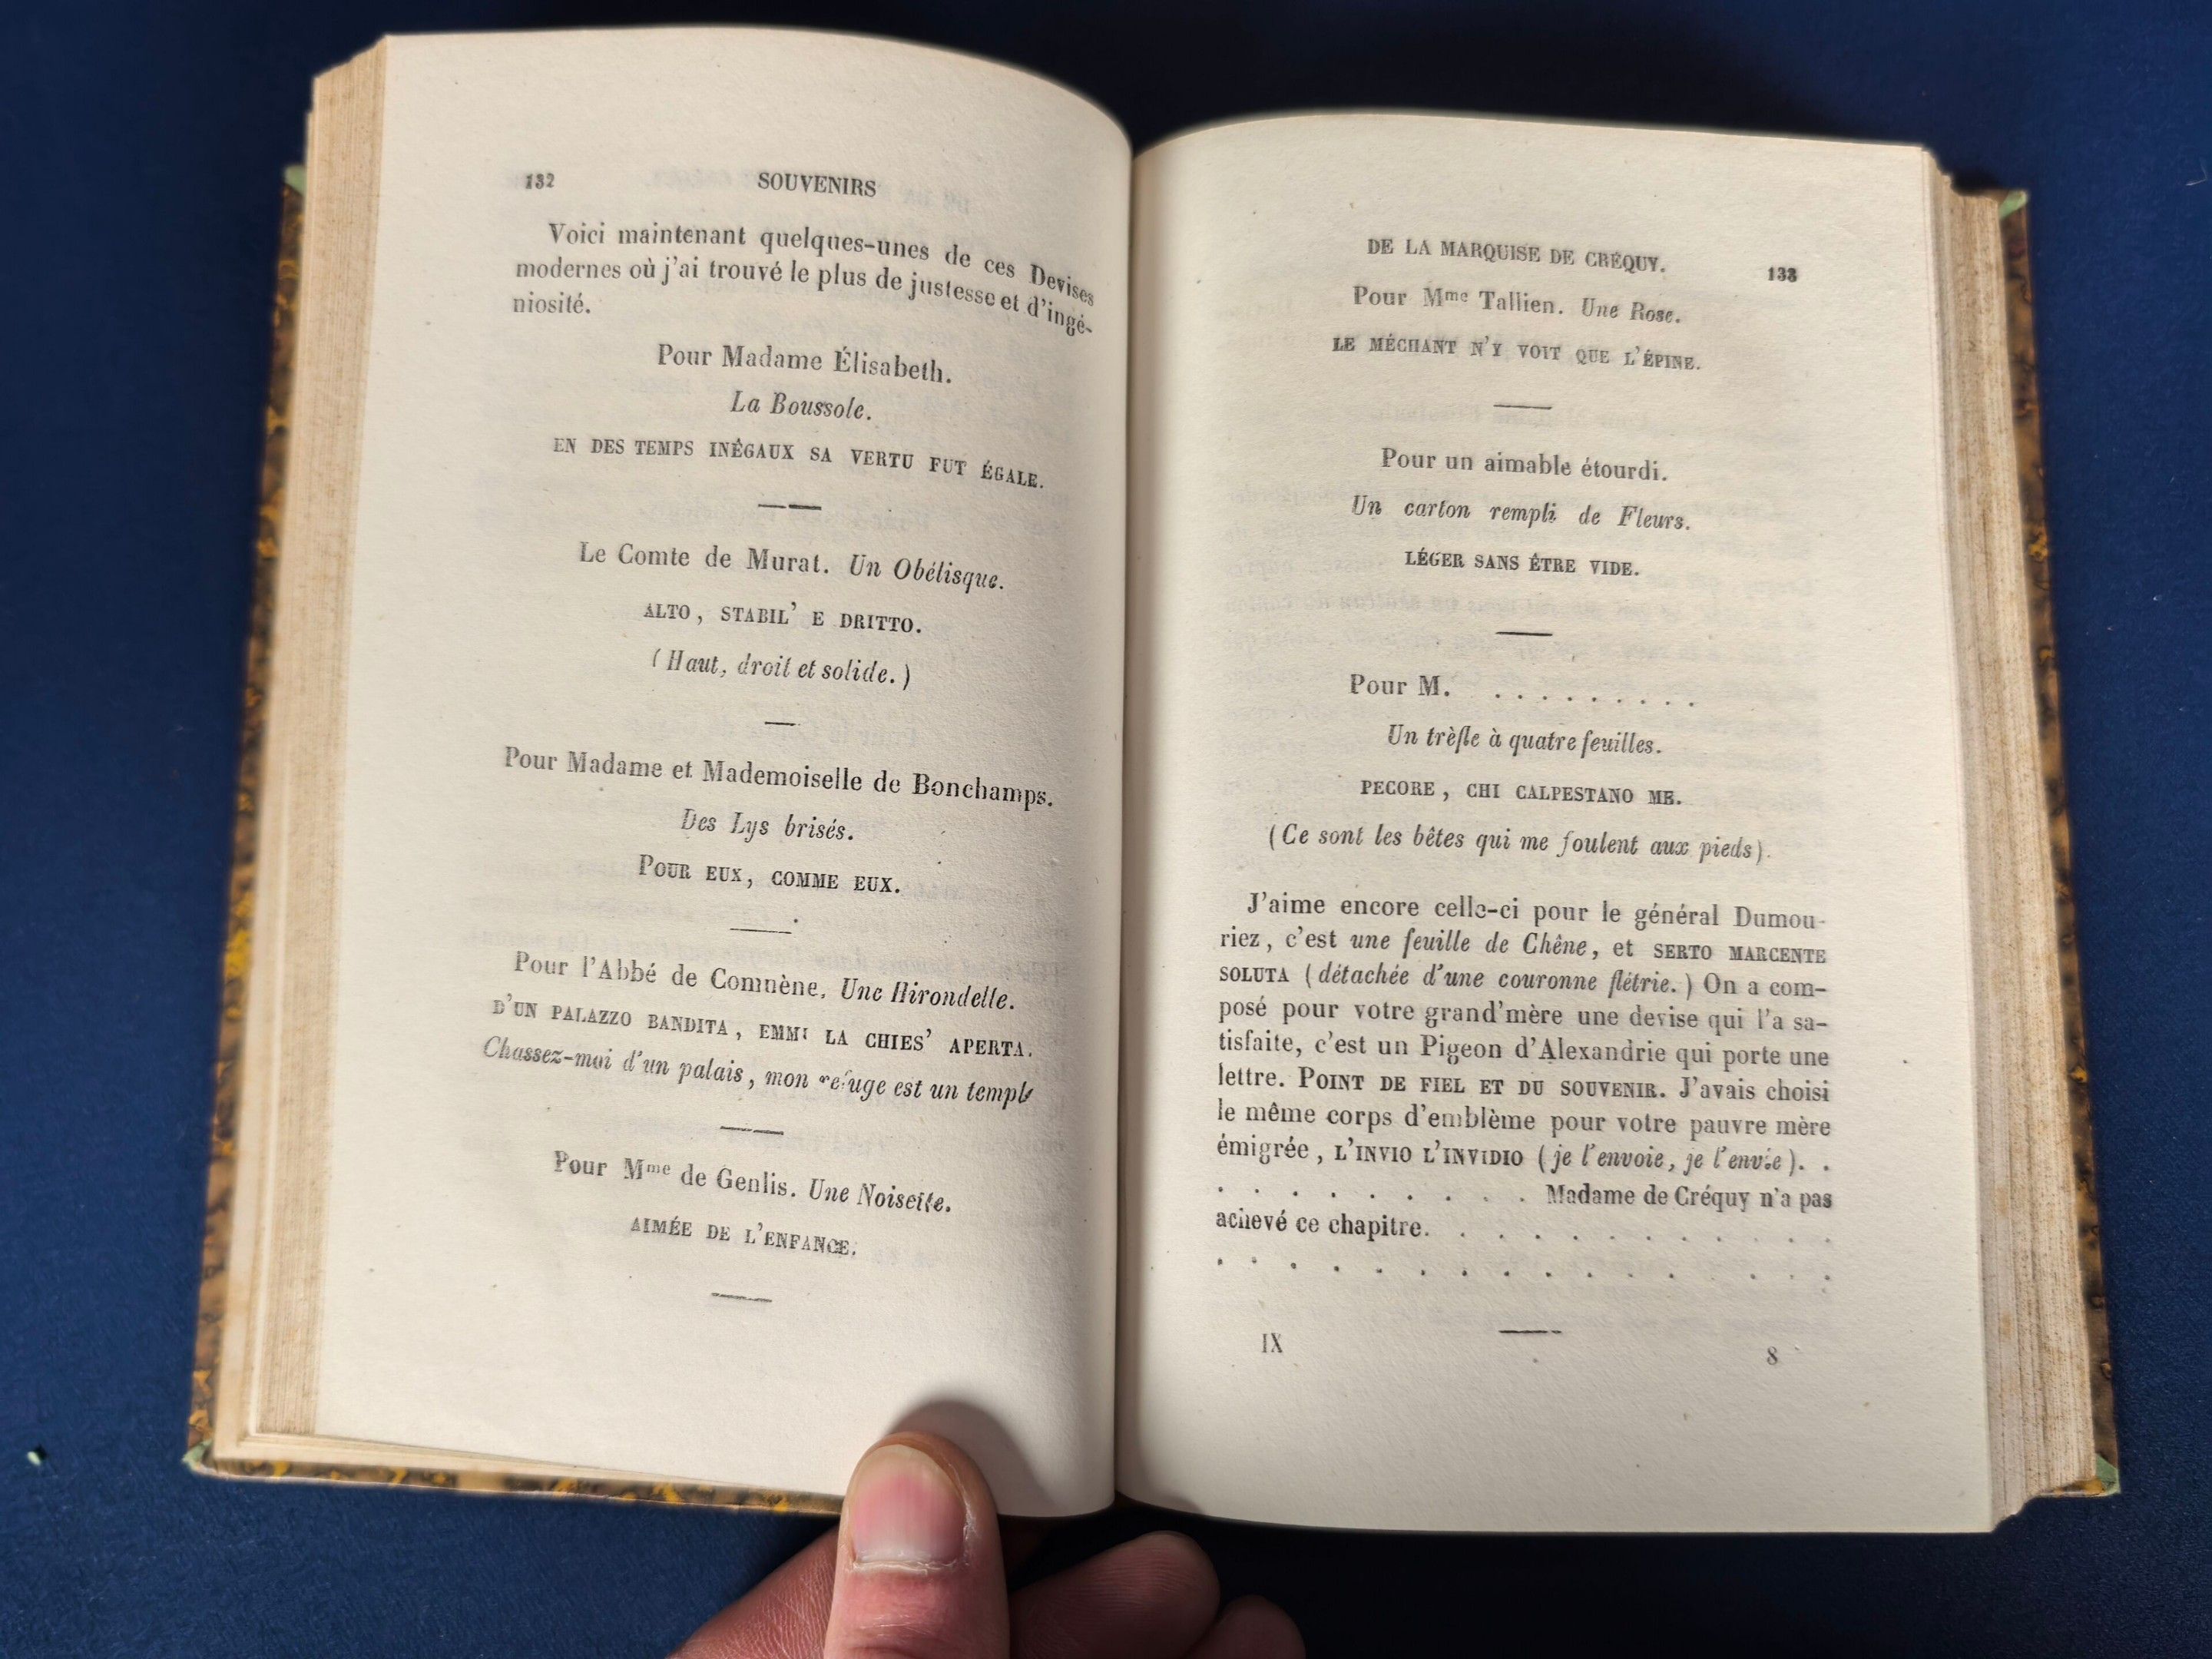 132 SOUVENIRS
Voici maintenant quelques-unes de ces Devises
modernes où j'ai trouvé le plus de justesse et d'ingé-
niosité.
Pour Madame Élisabeth.
La Boussole.
EN DES TEMPS INÉGAUX SA VERTU FUT ÉGALE.
Le Comte de Murat. Un Obélisque.
ALTO, STABIL' E DRITTO.
(Haut, droit et solide.)
Pour Madame et Mademoiselle de Bonchamps.
Des Lys brisés.
POUR EUX, COMME EUX.
Pour l'Abbé de Comnène. Une Hirondelle.
D'UN PALAZZO BANDITA, EMMI LA CHIES' APERTA.
Chassez-moi d'un palais, mon refuge est un temple
Pour Mme de Genlis. Une Noisette.
AIMÉE DE L'ENFANCE.
DE LA MARQUISE DE CRÉQUY. 133
Pour Mme Tallien. Une Rose.
LE MÉCHANT N'Y VOIT QUE L'ÉPINE.
Pour un aimable étourdi.
Un carton rempli de Fleurs.
LÉGER SANS ÊTRE VIDE.
Pour M. . . . . . . . . .
Un trèfle à quatre feuilles.
PECORE, CHI CALPESTANO ME.
(Ce sont les bêtes qui me foulent aux pieds).
J'aime encore celle-ci pour le général Dumou-
riez, c'est une feuille de Chêne, et SERTO MARCENTE
SOLUTA (détachée d'une couronne flétrie.) On a com-
posé pour votre grand'mère une devise qui l'a sa-
tisfaite, c'est un Pigeon d'Alexandrie qui porte une
lettre. POINT DE FIEL ET DU SOUVENIR. J'avais choisi
le même corps d'emblème pour votre pauvre mère
émigrée, L'INVIO L'INVIDIO (je l'envoie, je l'envie). .
. . . . . . . . . Madame de Créquy n'a pas
achevé ce chapitre. . . . . . . . . . . .
. . . . . . . . . . . . . . .
IX 8